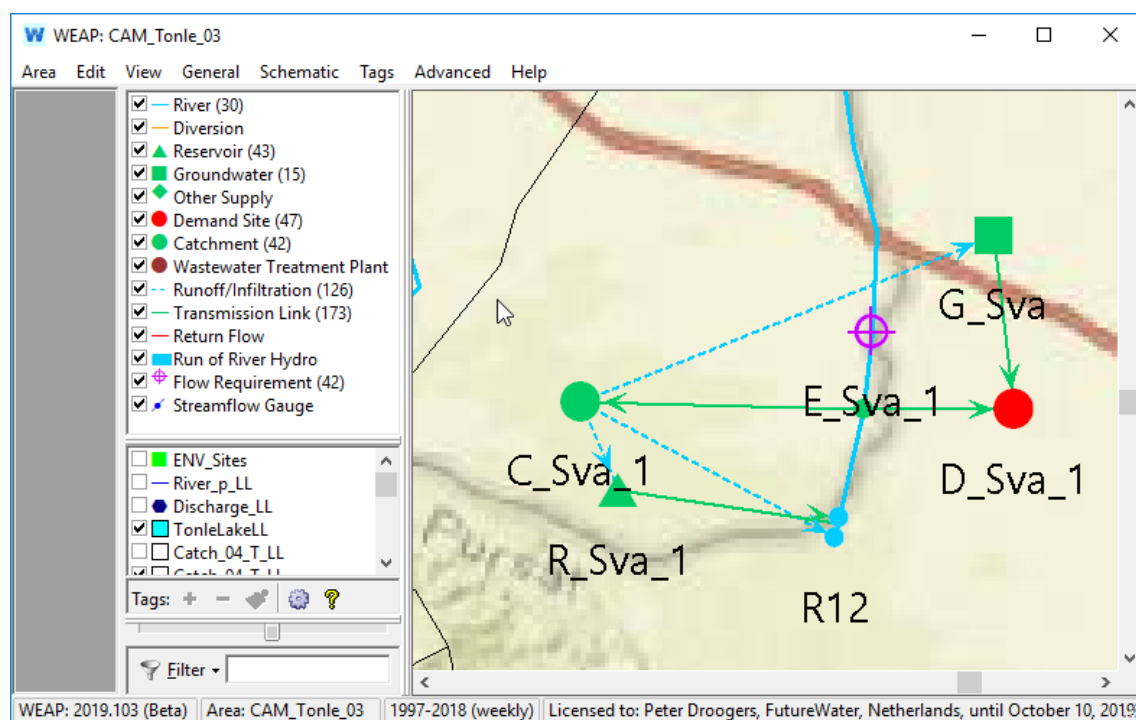 WEAP: CAM_Tonle_03
Area Edit View General Schematic Tags Advanced Help
River (30)
Diversion
Reservoir (43)
Groundwater (15)
Other Supply
Demand Site (47)
Catchment (42)
Wastewater Treatment Plant
Runoff/Infiltration (126)
Transmission Link (173)
Return Flow
Run of River Hydro
Flow Requirement (42)
Streamflow Gauge
ENV_Sites
River_p_LL
Discharge_LL
TonleLakeLL
Catch_04_T_LL
Tags:
Filter
G_Sva
E_Sva_1
C_Sva_1
D_Sva_1
R_Sva_1
R12
WEAP: 2019.103 (Beta) Area: CAM_Tonle_03 1997-2018 (weekly) Licensed to: Peter Droogers, FutureWater, Netherlands, until October 10, 2019